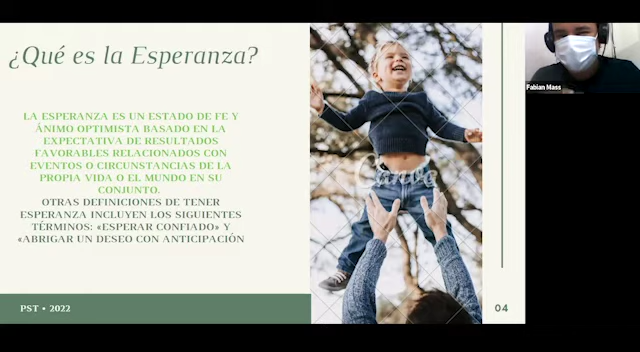 ¿Qué es la Esperanza?
LA ESPERANZA ES UN ESTADO DE FE Y
ÁNIMO OPTIMISTA BASADO EN LA
EXPECTATIVA DE RESULTADOS
FAVORABLES RELACIONADOS CON
EVENTOS O CIRCUNSTANCIAS DE LA
PROPIA VIDA O EL MUNDO EN SU
CONJUNTO.
OTRAS DEFINICIONES DE TENER
ESPERANZA INCLUYEN LOS SIGUIENTES
TÉRMINOS: «ESPERAR CONFIADO» Y
«ABRIGAR UN DESEO CON ANTICIPACIÓN
Canva
PST • 2022
04
Fabian Mass